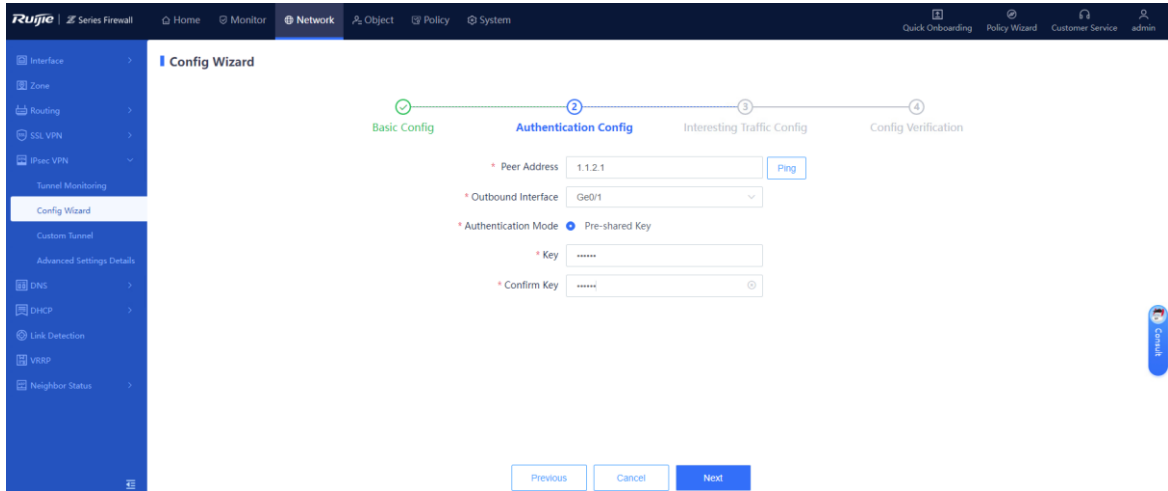 Ruijie | Z Series Firewall Home Monitor Network Object Policy System Quick Onboarding Policy Wizard Customer Service admin
Interface
Zone
Routing
SSL VPN
IPsec VPN
Tunnel Monitoring
Config Wizard
Custom Tunnel
Advanced Settings Details
DNS
DHCP
Link Detection
VRRP
Neighbor Status
Config Wizard
2 3 4
Basic Config Authentication Config Interesting Traffic Config Config Verification
* Peer Address 1.1.2.1 Ping
* Outbound Interface Ge0/1
* Authentication Mode Pre-shared Key
* Key ••••••
* Confirm Key ••••••
Previous Cancel Next
Consult